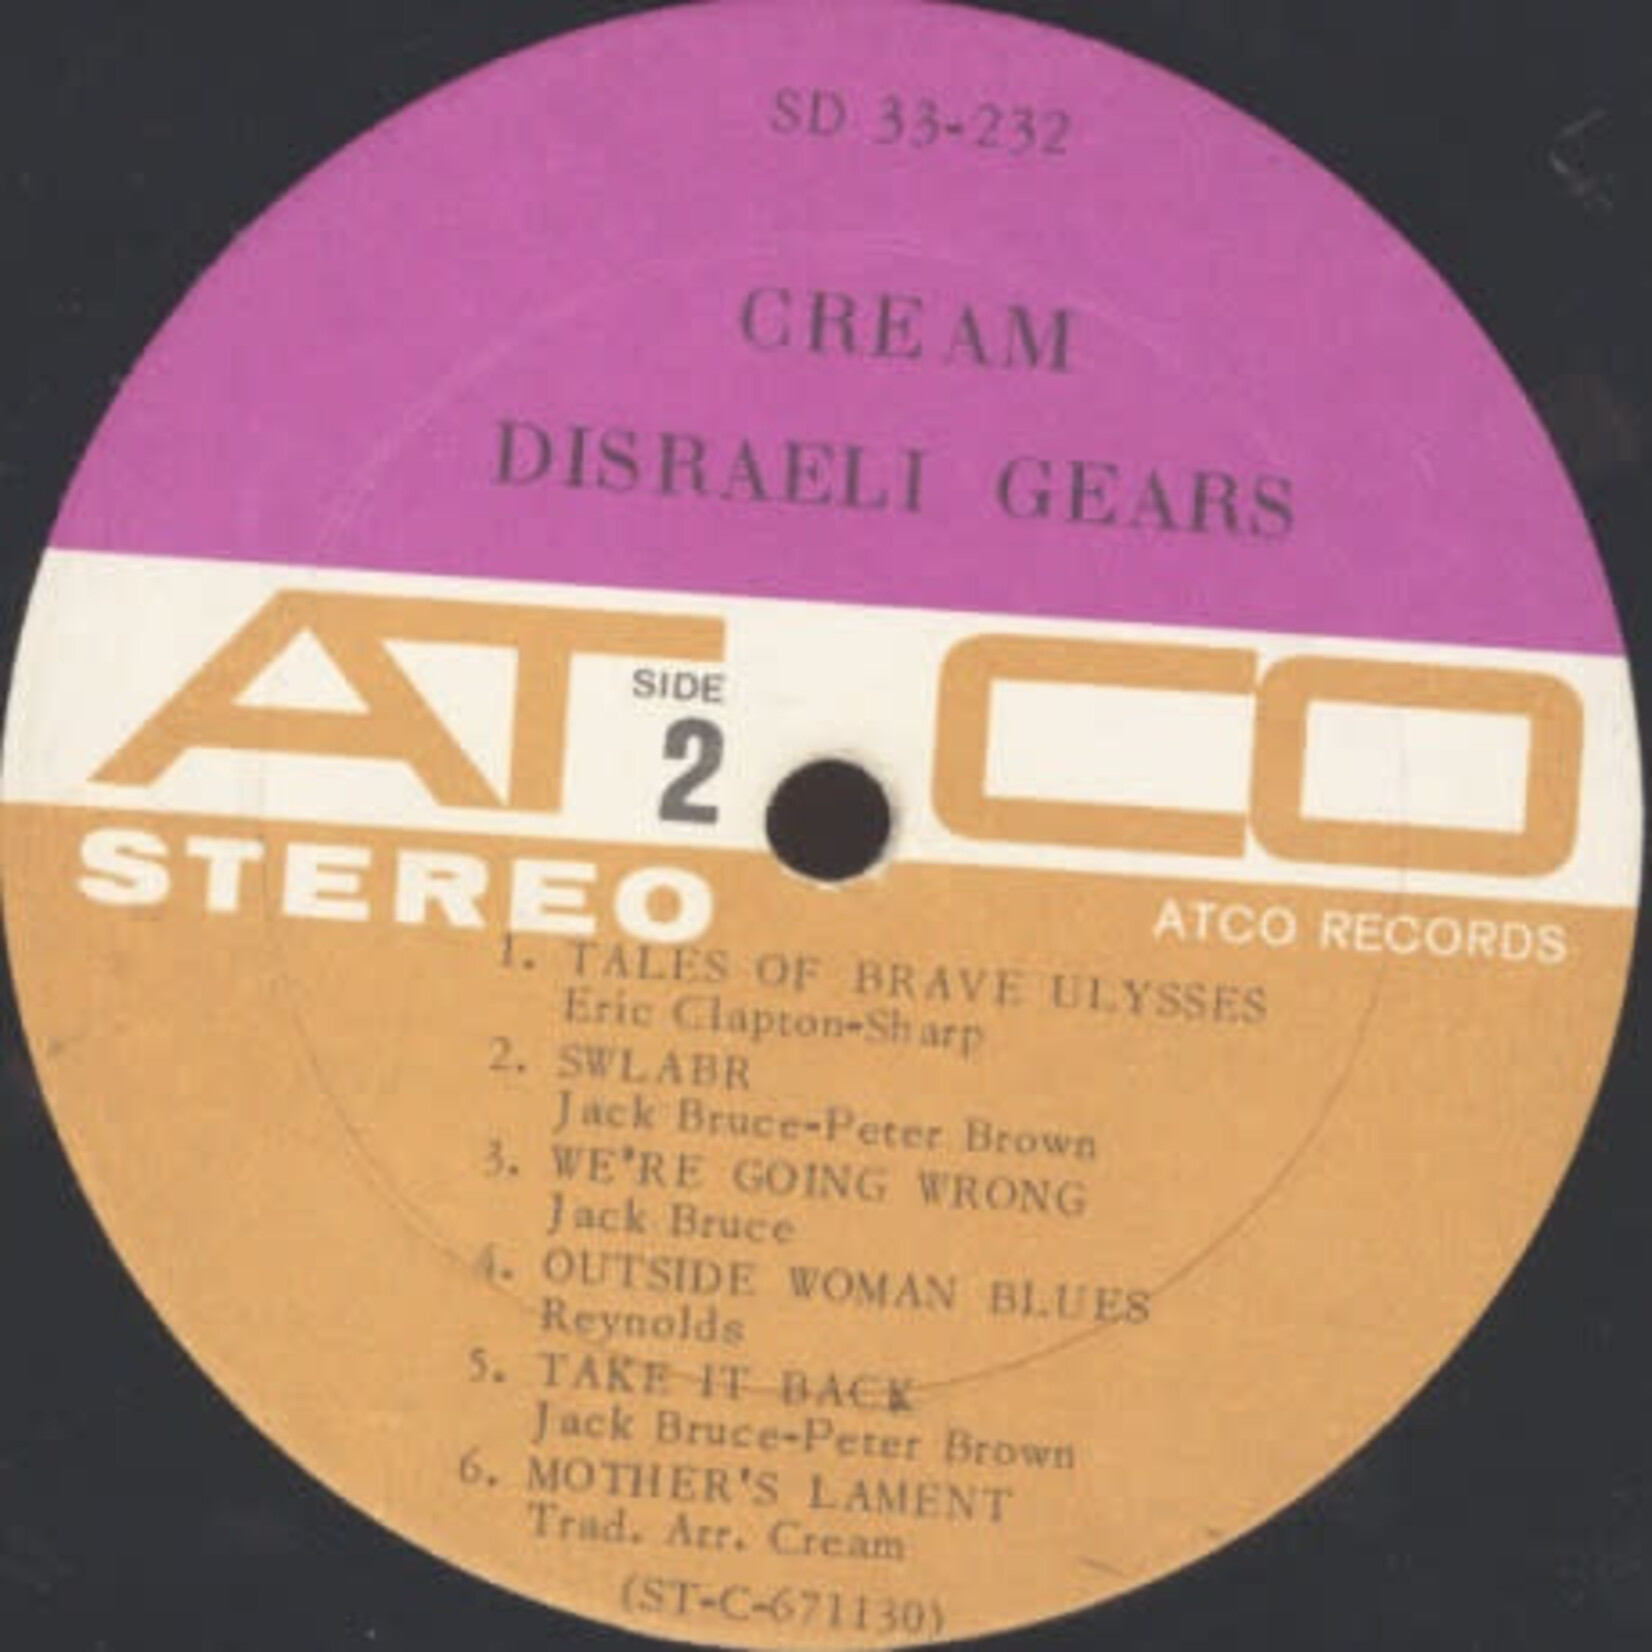 SD 33-232
CREAM
DISRAELI GEARS
ATCO
SIDE
2
STEREO
ATCO RECORDS
1. TALES OF BRAVE ULYSSES
Eric Clapton-Sharp
2. SWLABR
Jack Bruce-Peter Brown
3. WE'RE GOING WRONG
Jack Bruce
4. OUTSIDE WOMAN BLUES
Reynolds
5. TAKE IT BACK
Jack Bruce-Peter Brown
6. MOTHER'S LAMENT
Trad. Arr. Cream
(ST-C-671130)